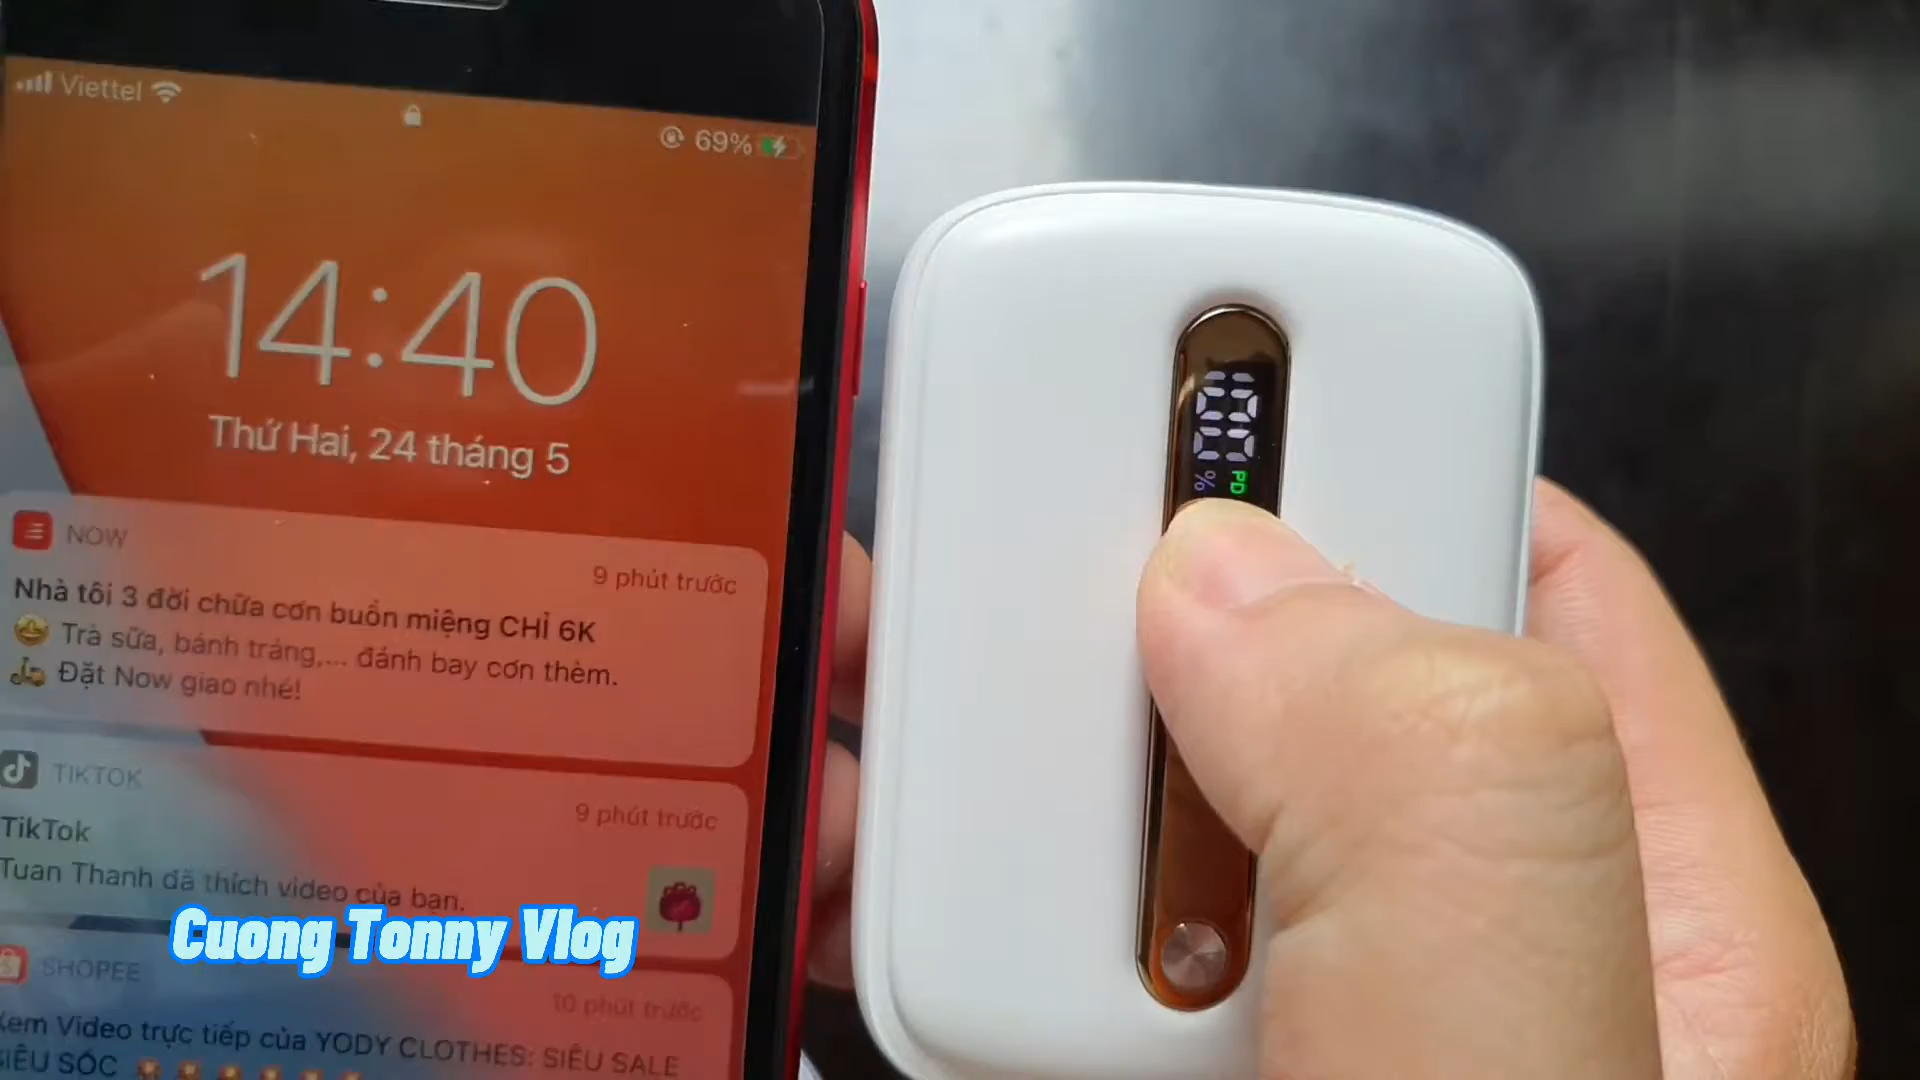 Viettel
69%
14:40
Thứ Hai, 24 tháng 5
NOW
9 phút trước
Nhà tôi 3 đời chữa cơn buồn miệng CHỈ 6K
Trà sữa, bánh tráng,... đánh bay cơn thèm.
Đặt Now giao nhé!
TIKTOK
9 phút trước
TikTok
Tuan Thanh đã thích video của bạn.
SHOPEE
10 phút trước
Xem Video trực tiếp của YODY CLOTHES: SIÊU SALE
SIÊU SỐC
% PD
Cuong Tonny Vlog